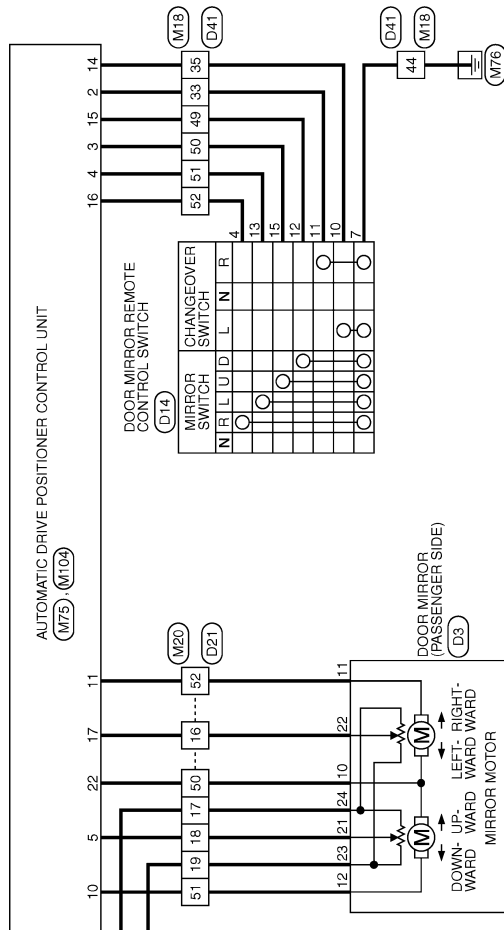 AUTOMATIC DRIVE POSITIONER CONTROL UNIT
M75 , M104
10 5 22 17 11
16 4 3 15 2 14
M20
D21
51 19 18 17 50 16 52
M18
D41
52 51 50 49 33 35
12 23 21 24 10 22 11
4 13 15 12 11 10 7
DOOR MIRROR REMOTE
CONTROL SWITCH
D14
MIRROR
SWITCH
CHANGEOVER
SWITCH
N R L U D L N R
D41
M18
44
M76
DOOR MIRROR
(PASSENGER SIDE)
D3
M
M
DOWN-
WARD
UP-
WARD
LEFT-
WARD
RIGHT-
WARD
MIRROR MOTOR